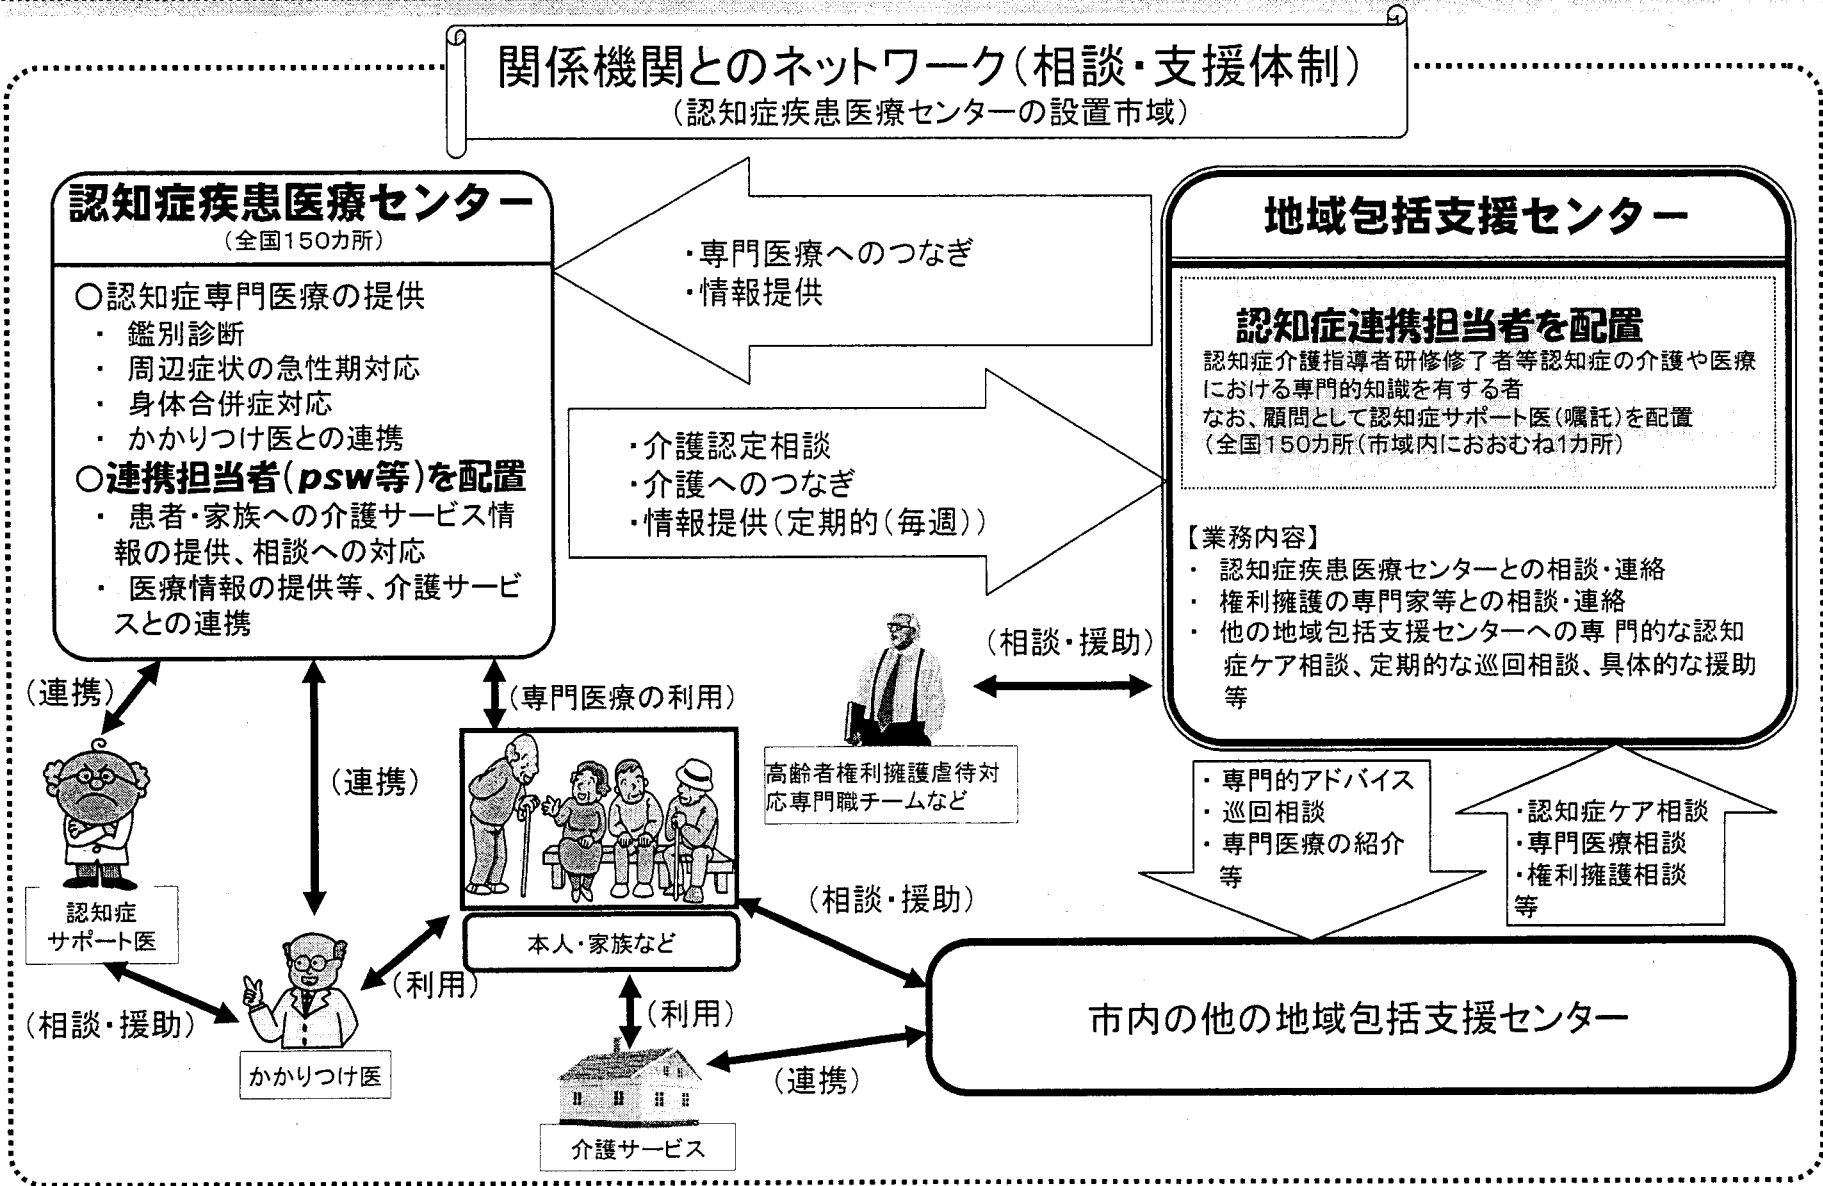 関係機関とのネットワーク(相談・支援体制)
(認知症疾患医療センターの設置市域)
認知症疾患医療センター
(全国150カ所)
○認知症専門医療の提供
・ 鑑別診断
・ 周辺症状の急性期対応
・ 身体合併症対応
・ かかりつけ医との連携
○連携担当者(psw等)を配置
・ 患者・家族への介護サービス情
報の提供、相談への対応
・ 医療情報の提供等、介護サービ
スとの連携
・専門医療へのつなぎ
・情報提供
・介護認定相談
・介護へのつなぎ
・情報提供(定期的(毎週))
地域包括支援センター
認知症連携担当者を配置
認知症介護指導者研修修了者等認知症の介護や医療
における専門的知識を有する者
なお、顧問として認知症サポート医(嘱託)を配置
(全国150カ所(市域内におおむね1カ所)
【業務内容】
・ 認知症疾患医療センターとの相談・連絡
・ 権利擁護の専門家等との相談・連絡
・ 他の地域包括支援センターへの専 門的な認知
症ケア相談、定期的な巡回相談、具体的な援助
等
(連携)
(連携)
(専門医療の利用)
(相談・援助)
高齢者権利擁護虐待対
応専門職チームなど
・ 専門的アドバイス
・ 巡回相談
・ 専門医療の紹介
等
・認知症ケア相談
・専門医療相談
・権利擁護相談
等
認知症
サポート医
(相談・援助)
かかりつけ医
(利用)
本人・家族など
(相談・援助)
(利用)
介護サービス
(連携)
市内の他の地域包括支援センター